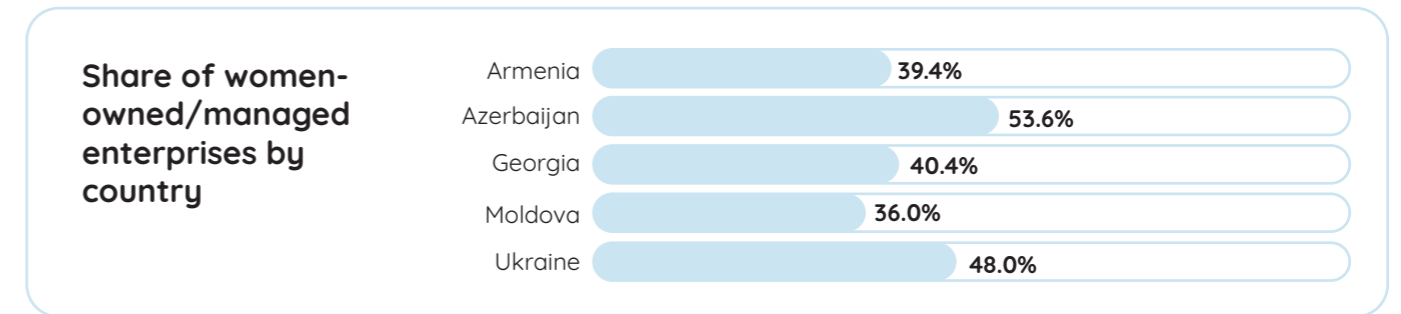 Share of women-
owned/managed
enterprises by
country
Armenia 39.4%
Azerbaijan 53.6%
Georgia 40.4%
Moldova 36.0%
Ukraine 48.0%